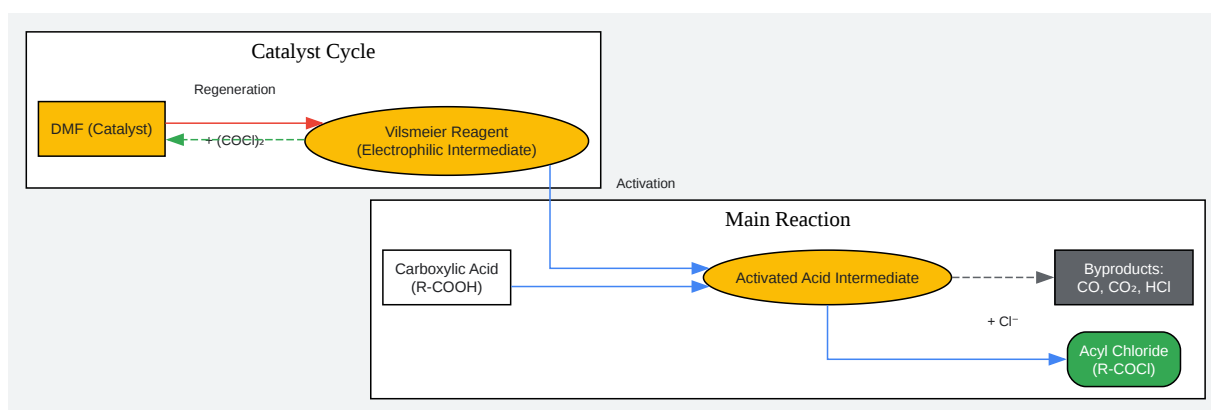 Catalyst Cycle
Regeneration
DMF (Catalyst)
+ (COCl)₂
Vilsmeier Reagent
(Electrophilic Intermediate)
Activation
Main Reaction
Carboxylic Acid
(R-COOH)
Activated Acid Intermediate
Byproducts:
CO, CO₂, HCl
+ Cl⁻
Acyl Chloride
(R-COCl)